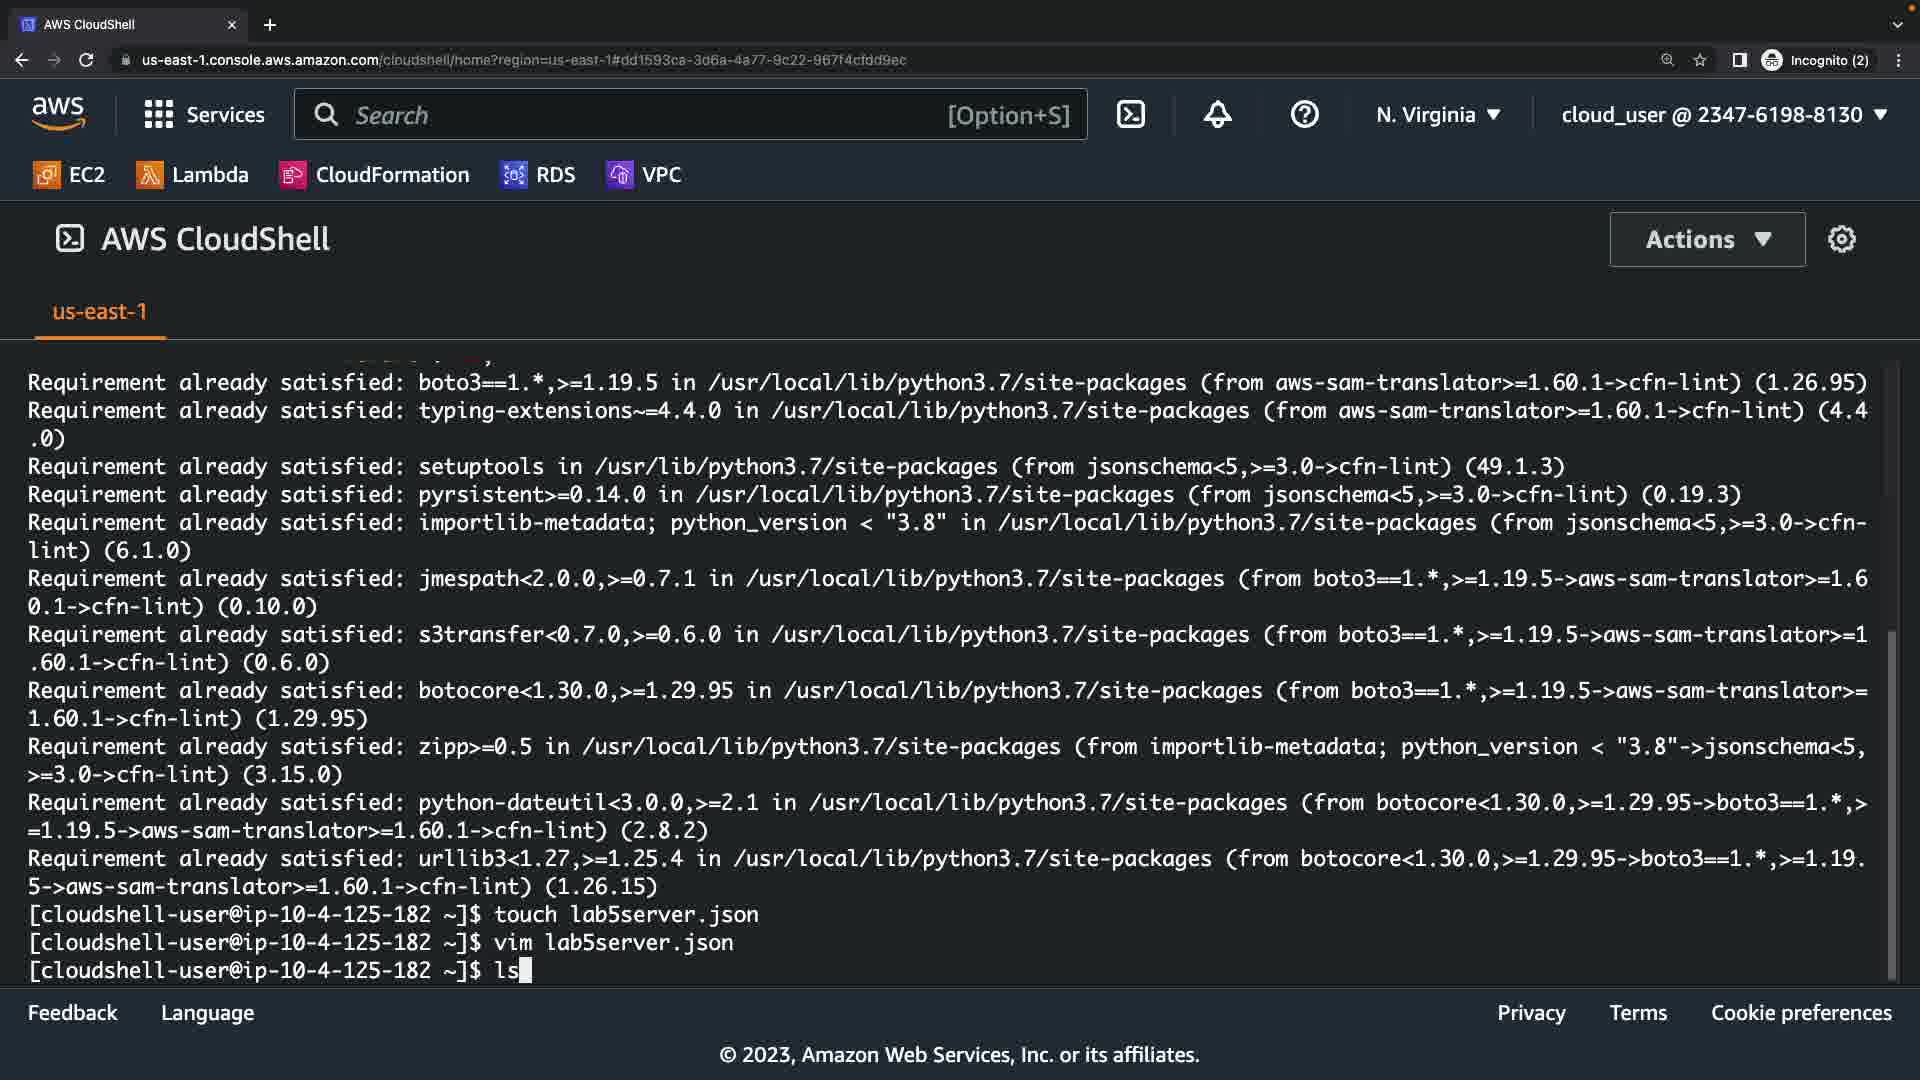 AWS CloudShell
us-east-1.console.aws.amazon.com/cloudshell/home?region=us-east-1#dd1593ca-3d6a-4a77-9c22-967f4cfdd9ec
Incognito (2)
aws
Services
Search
[Option+S]
N. Virginia
cloud_user @ 2347-6198-8130
EC2
Lambda
CloudFormation
RDS
VPC
AWS CloudShell
Actions
us-east-1
Requirement already satisfied: boto3==1.*,>=1.19.5 in /usr/local/lib/python3.7/site-packages (from aws-sam-translator>=1.60.1->cfn-lint) (1.26.95)
Requirement already satisfied: typing-extensions~=4.4.0 in /usr/local/lib/python3.7/site-packages (from aws-sam-translator>=1.60.1->cfn-lint) (4.4
.0)
Requirement already satisfied: setuptools in /usr/lib/python3.7/site-packages (from jsonschema<5,>=3.0->cfn-lint) (49.1.3)
Requirement already satisfied: pyrsistent>=0.14.0 in /usr/local/lib/python3.7/site-packages (from jsonschema<5,>=3.0->cfn-lint) (0.19.3)
Requirement already satisfied: importlib-metadata; python_version < "3.8" in /usr/local/lib/python3.7/site-packages (from jsonschema<5,>=3.0->cfn-
lint) (6.1.0)
Requirement already satisfied: jmespath<2.0.0,>=0.7.1 in /usr/local/lib/python3.7/site-packages (from boto3==1.*,>=1.19.5->aws-sam-translator>=1.6
0.1->cfn-lint) (0.10.0)
Requirement already satisfied: s3transfer<0.7.0,>=0.6.0 in /usr/local/lib/python3.7/site-packages (from boto3==1.*,>=1.19.5->aws-sam-translator>=1
.60.1->cfn-lint) (0.6.0)
Requirement already satisfied: botocore<1.30.0,>=1.29.95 in /usr/local/lib/python3.7/site-packages (from boto3==1.*,>=1.19.5->aws-sam-translator>=
1.60.1->cfn-lint) (1.29.95)
Requirement already satisfied: zipp>=0.5 in /usr/local/lib/python3.7/site-packages (from importlib-metadata; python_version < "3.8"->jsonschema<5,
>=3.0->cfn-lint) (3.15.0)
Requirement already satisfied: python-dateutil<3.0.0,>=2.1 in /usr/local/lib/python3.7/site-packages (from botocore<1.30.0,>=1.29.95->boto3==1.*,>
=1.19.5->aws-sam-translator>=1.60.1->cfn-lint) (2.8.2)
Requirement already satisfied: urllib3<1.27,>=1.25.4 in /usr/local/lib/python3.7/site-packages (from botocore<1.30.0,>=1.29.95->boto3==1.*,>=1.19.
5->aws-sam-translator>=1.60.1->cfn-lint) (1.26.15)
[cloudshell-user@ip-10-4-125-182 ~]$ touch lab5server.json
[cloudshell-user@ip-10-4-125-182 ~]$ vim lab5server.json
[cloudshell-user@ip-10-4-125-182 ~]$ ls
Feedback
Language
Privacy
Terms
Cookie preferences
© 2023, Amazon Web Services, Inc. or its affiliates.